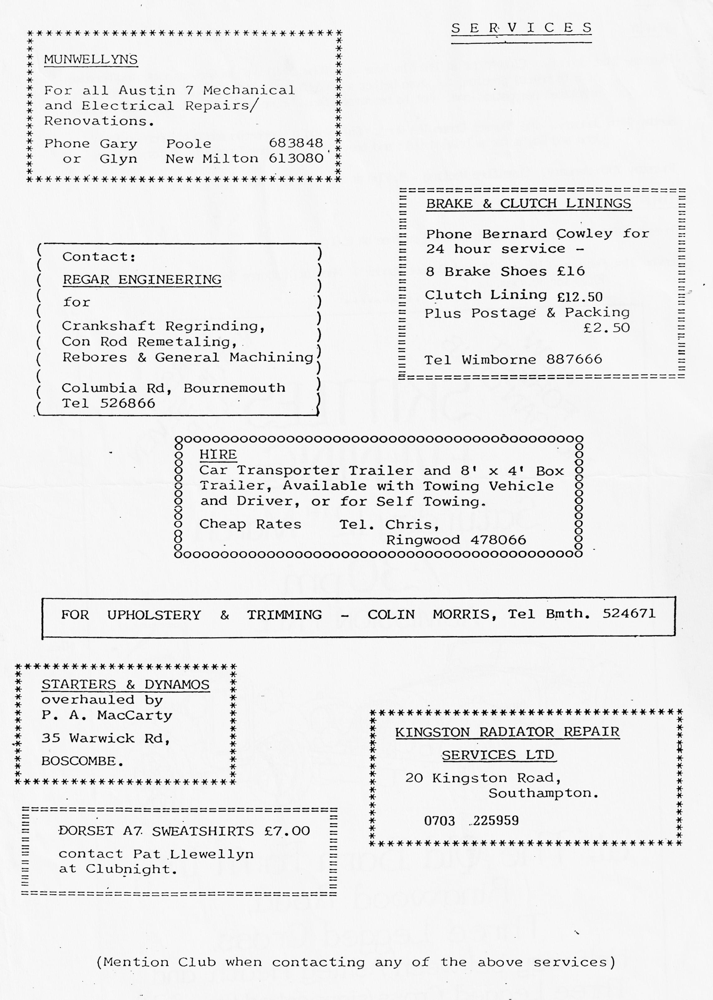 S E R V I C E S
MUNWELLYNS
For all Austin 7 Mechanical
and Electrical Repairs/
Renovations.
Phone Gary Poole 683848
or Glyn New Milton 613080
BRAKE & CLUTCH LININGS
Phone Bernard Cowley for
24 hour service -
8 Brake Shoes £16
Clutch Lining £12.50
Plus Postage & Packing
£2.50
Tel Wimborne 887666
Contact:
REGAR ENGINEERING
for
Crankshaft Regrinding,
Con Rod Remetaling,
Rebores & General Machining
Columbia Rd, Bournemouth
Tel 526866
HIRE
Car Transporter Trailer and 8' x 4' Box
Trailer, Available with Towing Vehicle
and Driver, or for Self Towing.
Cheap Rates Tel. Chris,
Ringwood 478066
FOR UPHOLSTERY & TRIMMING - COLIN MORRIS, Tel Bmth. 524671
STARTERS & DYNAMOS
overhauled by
P. A. MacCarty
35 Warwick Rd,
BOSCOMBE.
KINGSTON RADIATOR REPAIR
SERVICES LTD
20 Kingston Road,
Southampton.
0703 225959
DORSET A7 SWEATSHIRTS £7.00
contact Pat Llewellyn
at Clubnight.
(Mention Club when contacting any of the above services)